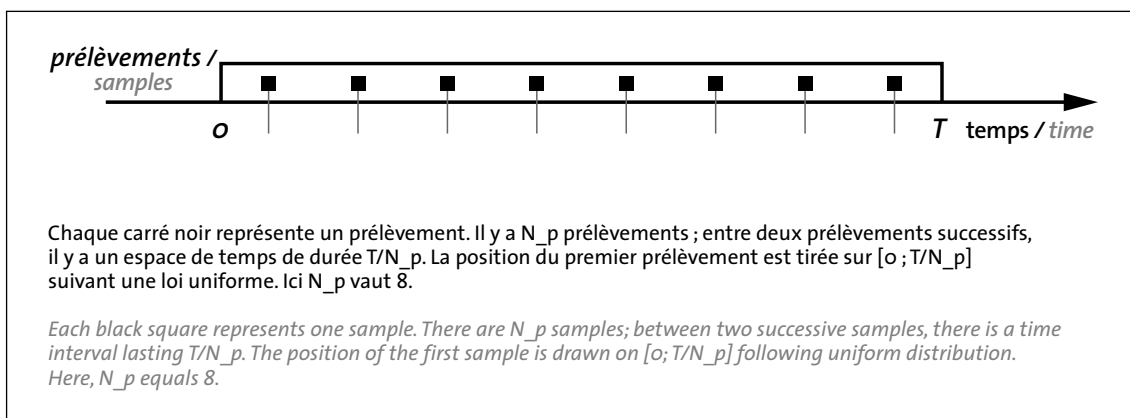 prélèvements /
samples
0
T temps / time
Chaque carré noir représente un prélèvement. Il y a N_p prélèvements ; entre deux prélèvements successifs,
il y a un espace de temps de durée T/N_p. La position du premier prélèvement est tirée sur [0 ; T/N_p]
suivant une loi uniforme. Ici N_p vaut 8.
Each black square represents one sample. There are N_p samples; between two successive samples, there is a time
interval lasting T/N_p. The position of the first sample is drawn on [0; T/N_p] following uniform distribution.
Here, N_p equals 8.